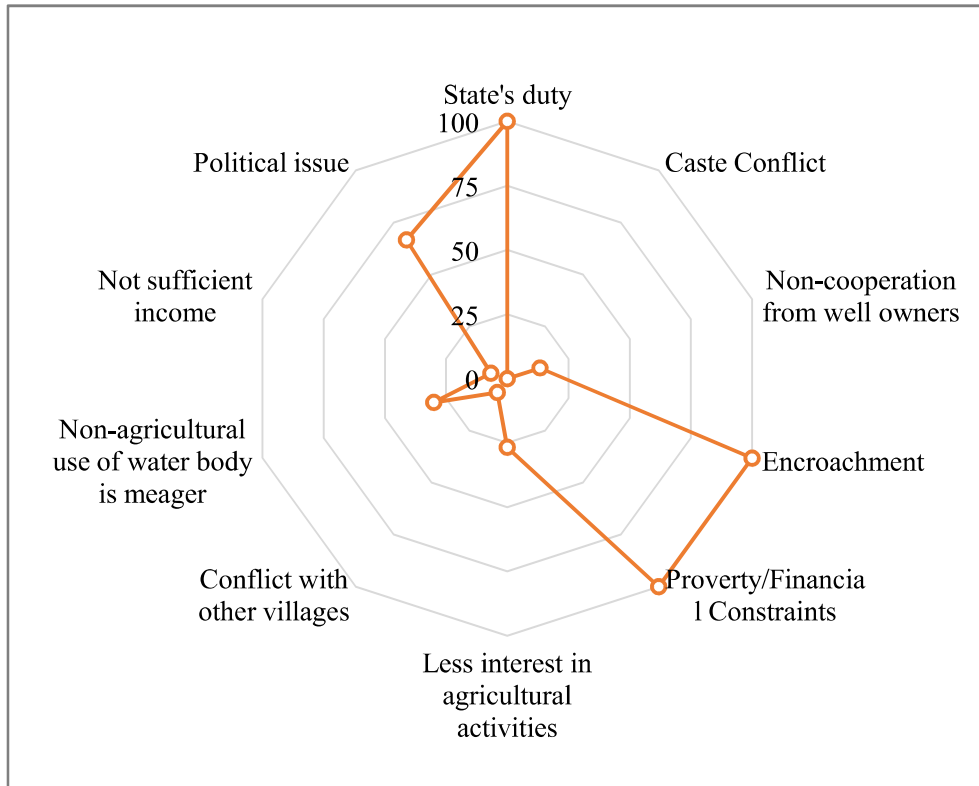 State's duty
100
Political issue
Caste Conflict
75
50
Not sufficient
income
Non-cooperation
from well owners
25
0
Non-agricultural
use of water body
is meager
Encroachment
Conflict with
other villages
Proverty/Financia
l Constraints
Less interest in
agricultural
activities